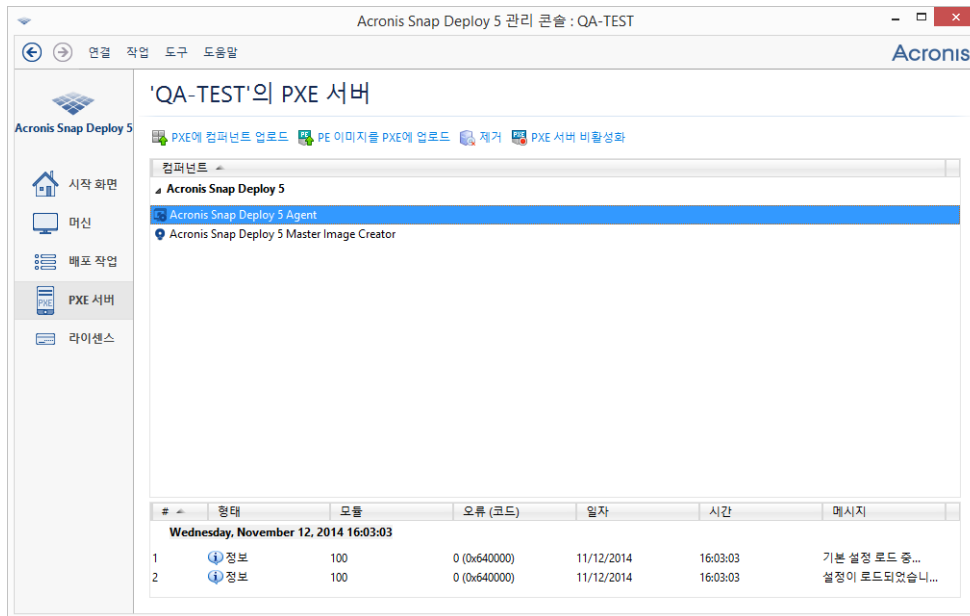 Acronis Snap Deploy 5 관리 콘솔 : QA-TEST
연결 작업 도구 도움말
Acronis
Acronis Snap Deploy 5
시작 화면
머신
배포 작업
PXE
PXE 서버
라이센스
'QA-TEST'의 PXE 서버
PXE에 컴퍼넌트 업로드 PE 이미지를 PXE에 업로드 제거 PXE 서버 비활성화
컴퍼넌트
Acronis Snap Deploy 5
Acronis Snap Deploy 5 Agent
Acronis Snap Deploy 5 Master Image Creator
# 형태 모듈 오류 (코드) 일자 시간 메시지
Wednesday, November 12, 2014 16:03:03
1 정보 100 0 (0x640000) 11/12/2014 16:03:03 기본 설정 로드 중...
2 정보 100 0 (0x640000) 11/12/2014 16:03:03 설정이 로드되었습니...